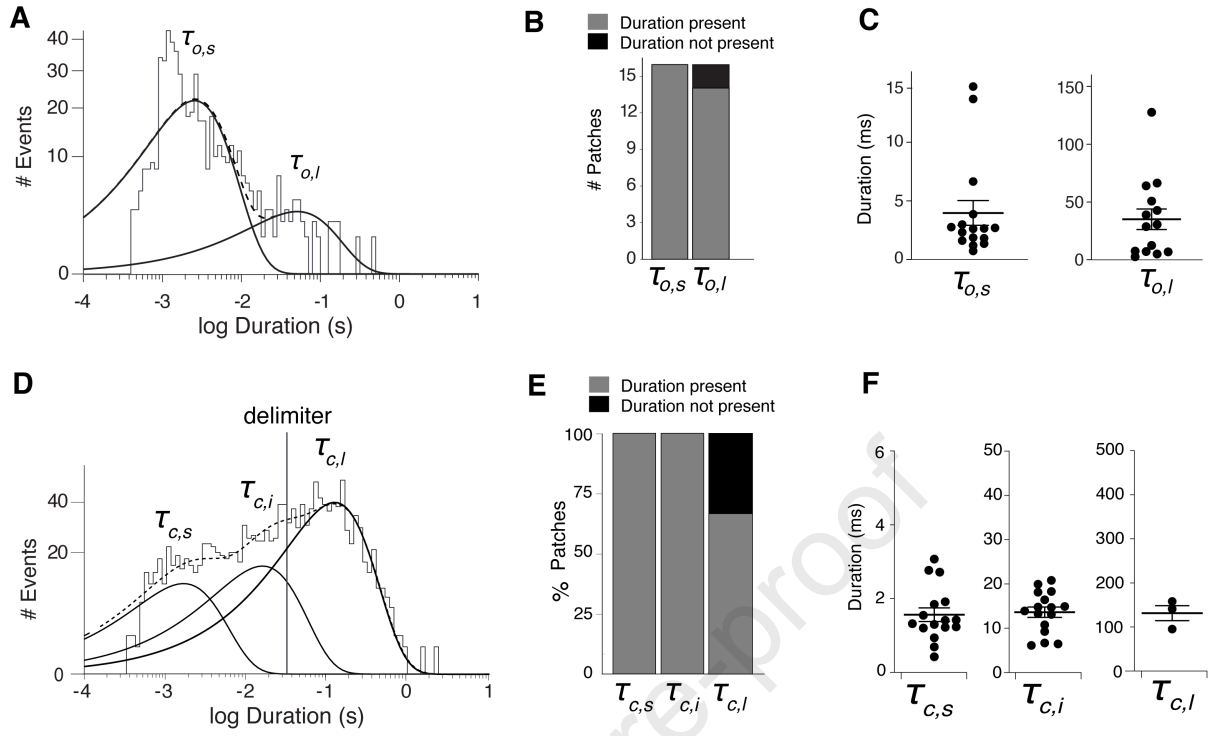 A
# Events
40
30
20
10
0
τo,s
τo,l
-4 -3 -2 -1 0 1
log Duration (s)
B
Duration present
Duration not present
# Patches
15
12
9
6
3
0
τo,s τo,l
C
Duration (ms)
15
10
5
0
τo,s
150
100
50
0
τo,l
D
delimiter
# Events
40
20
0
τc,s
τc,i
τc,l
-4 -3 -2 -1 0 1
log Duration (s)
E
Duration present
Duration not present
% Patches
100
75
50
25
0
τc,s τc,i τc,l
F
Duration (ms)
6
4
2
0
τc,s
50
40
30
20
10
0
τc,i
500
400
300
200
100
0
τc,l
re-proof